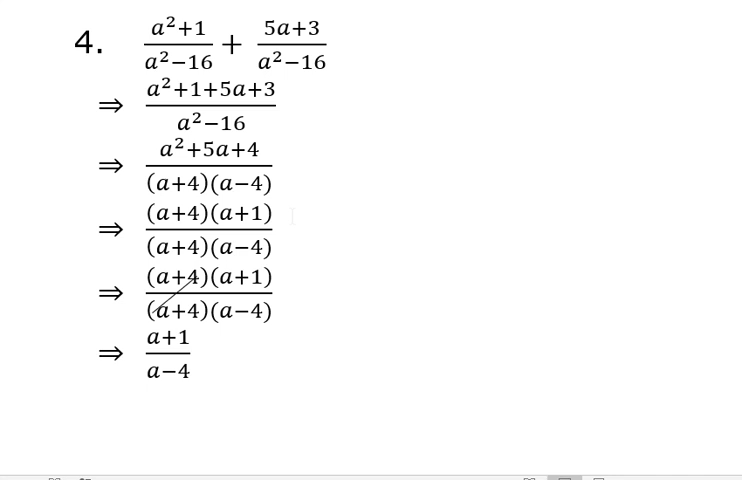 4. (a²+1)/(a²−16) + (5a+3)/(a²−16)
⇒ (a²+1+5a+3)/(a²−16)
⇒ (a²+5a+4)/((a+4)(a−4))
⇒ ((a+4)(a+1))/((a+4)(a−4))
⇒ ((a+4)(a+1))/((a+4)(a−4))
⇒ (a+1)/(a−4)